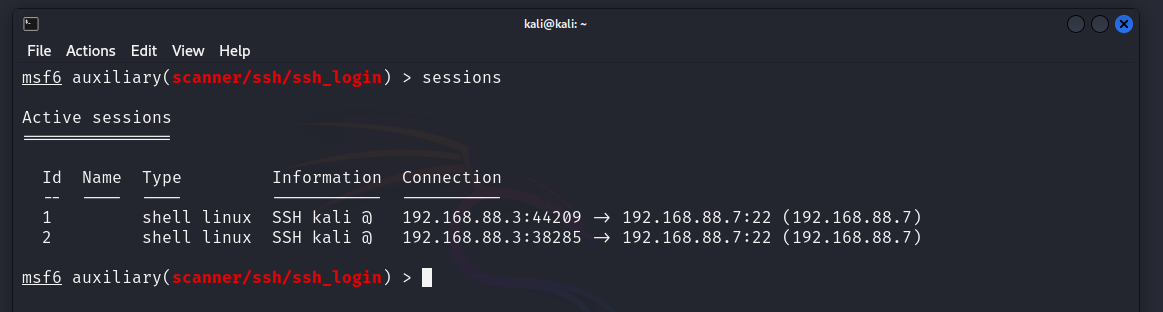 kali@kali: ~
File Actions Edit View Help
msf6 auxiliary(scanner/ssh/ssh_login) > sessions
Active sessions
===============
Id Name Type Information Connection
-- ---- ---- ----------- ----------
1 shell linux SSH kali @ 192.168.88.3:44209 -> 192.168.88.7:22 (192.168.88.7)
2 shell linux SSH kali @ 192.168.88.3:38285 -> 192.168.88.7:22 (192.168.88.7)
msf6 auxiliary(scanner/ssh/ssh_login) >